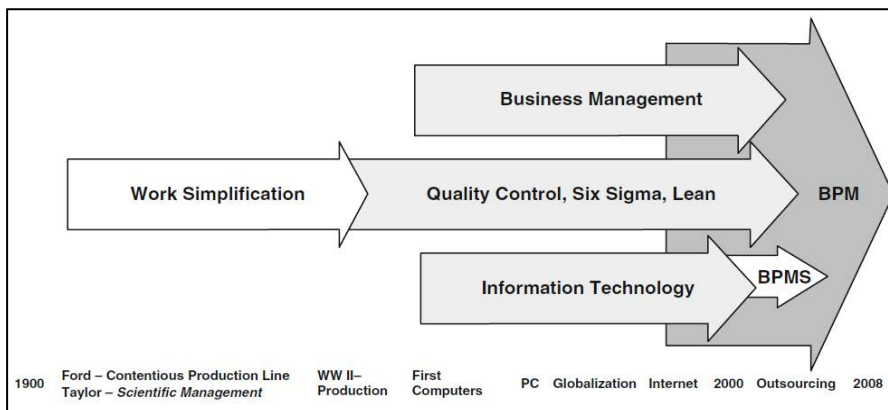 Business Management
Work Simplification
Quality Control, Six Sigma, Lean
BPM
Information Technology
BPMS
1900
Ford – Contentious Production Line
Taylor – Scientific Management
WW II–
Production
First
Computers
PC
Globalization
Internet
2000
Outsourcing
2008